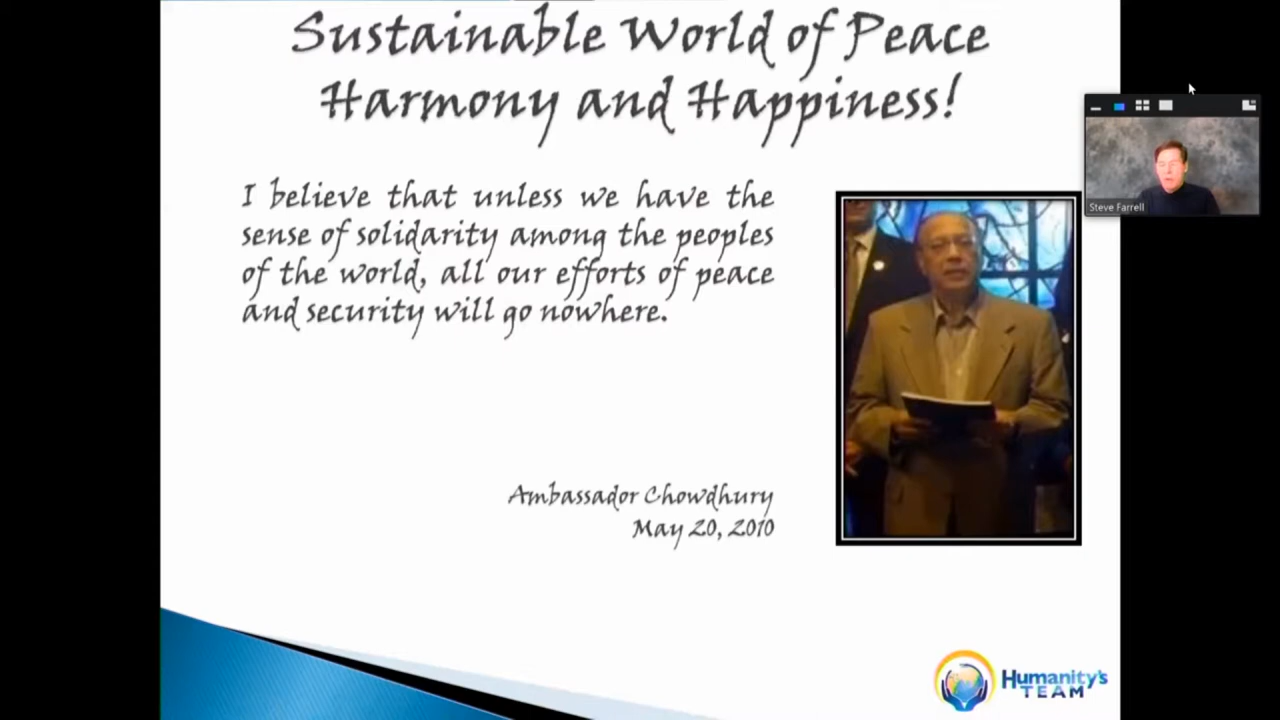 Sustainable World of Peace
Harmony and Happiness!
I believe that unless we have the
sense of solidarity among the peoples
of the world, all our efforts of peace
and security will go nowhere.
Ambassador Chowdhury
May 20, 2010
Steve Farrell
Humanity's
TEAM